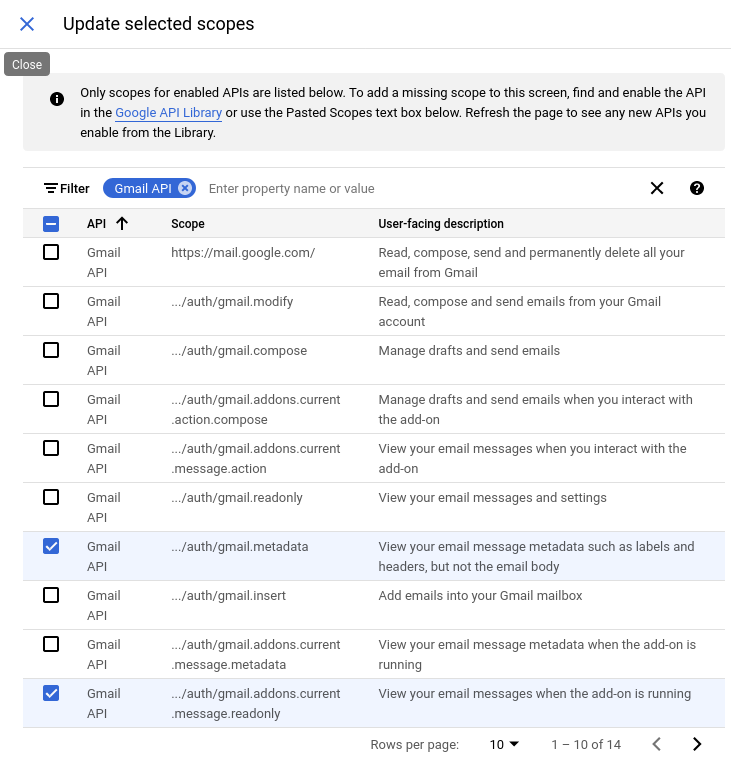 Update selected scopes
Close
Only scopes for enabled APIs are listed below. To add a missing scope to this screen, find and enable the API
in the Google API Library or use the Pasted Scopes text box below. Refresh the page to see any new APIs you
enable from the Library.
Filter Gmail API Enter property name or value
API Scope User-facing description
Gmail https://mail.google.com/ Read, compose, send and permanently delete all your
API email from Gmail
Gmail .../auth/gmail.modify Read, compose and send emails from your Gmail
API account
Gmail .../auth/gmail.compose Manage drafts and send emails
API
Gmail .../auth/gmail.addons.current Manage drafts and send emails when you interact with
API .action.compose the add-on
Gmail .../auth/gmail.addons.current View your email messages when you interact with the
API .message.action add-on
Gmail .../auth/gmail.readonly View your email messages and settings
API
Gmail .../auth/gmail.metadata View your email message metadata such as labels and
API headers, but not the email body
Gmail .../auth/gmail.insert Add emails into your Gmail mailbox
API
Gmail .../auth/gmail.addons.current View your email message metadata when the add-on is
API .message.metadata running
Gmail .../auth/gmail.addons.current View your email messages when the add-on is running
API .message.readonly
Rows per page: 10 1 – 10 of 14